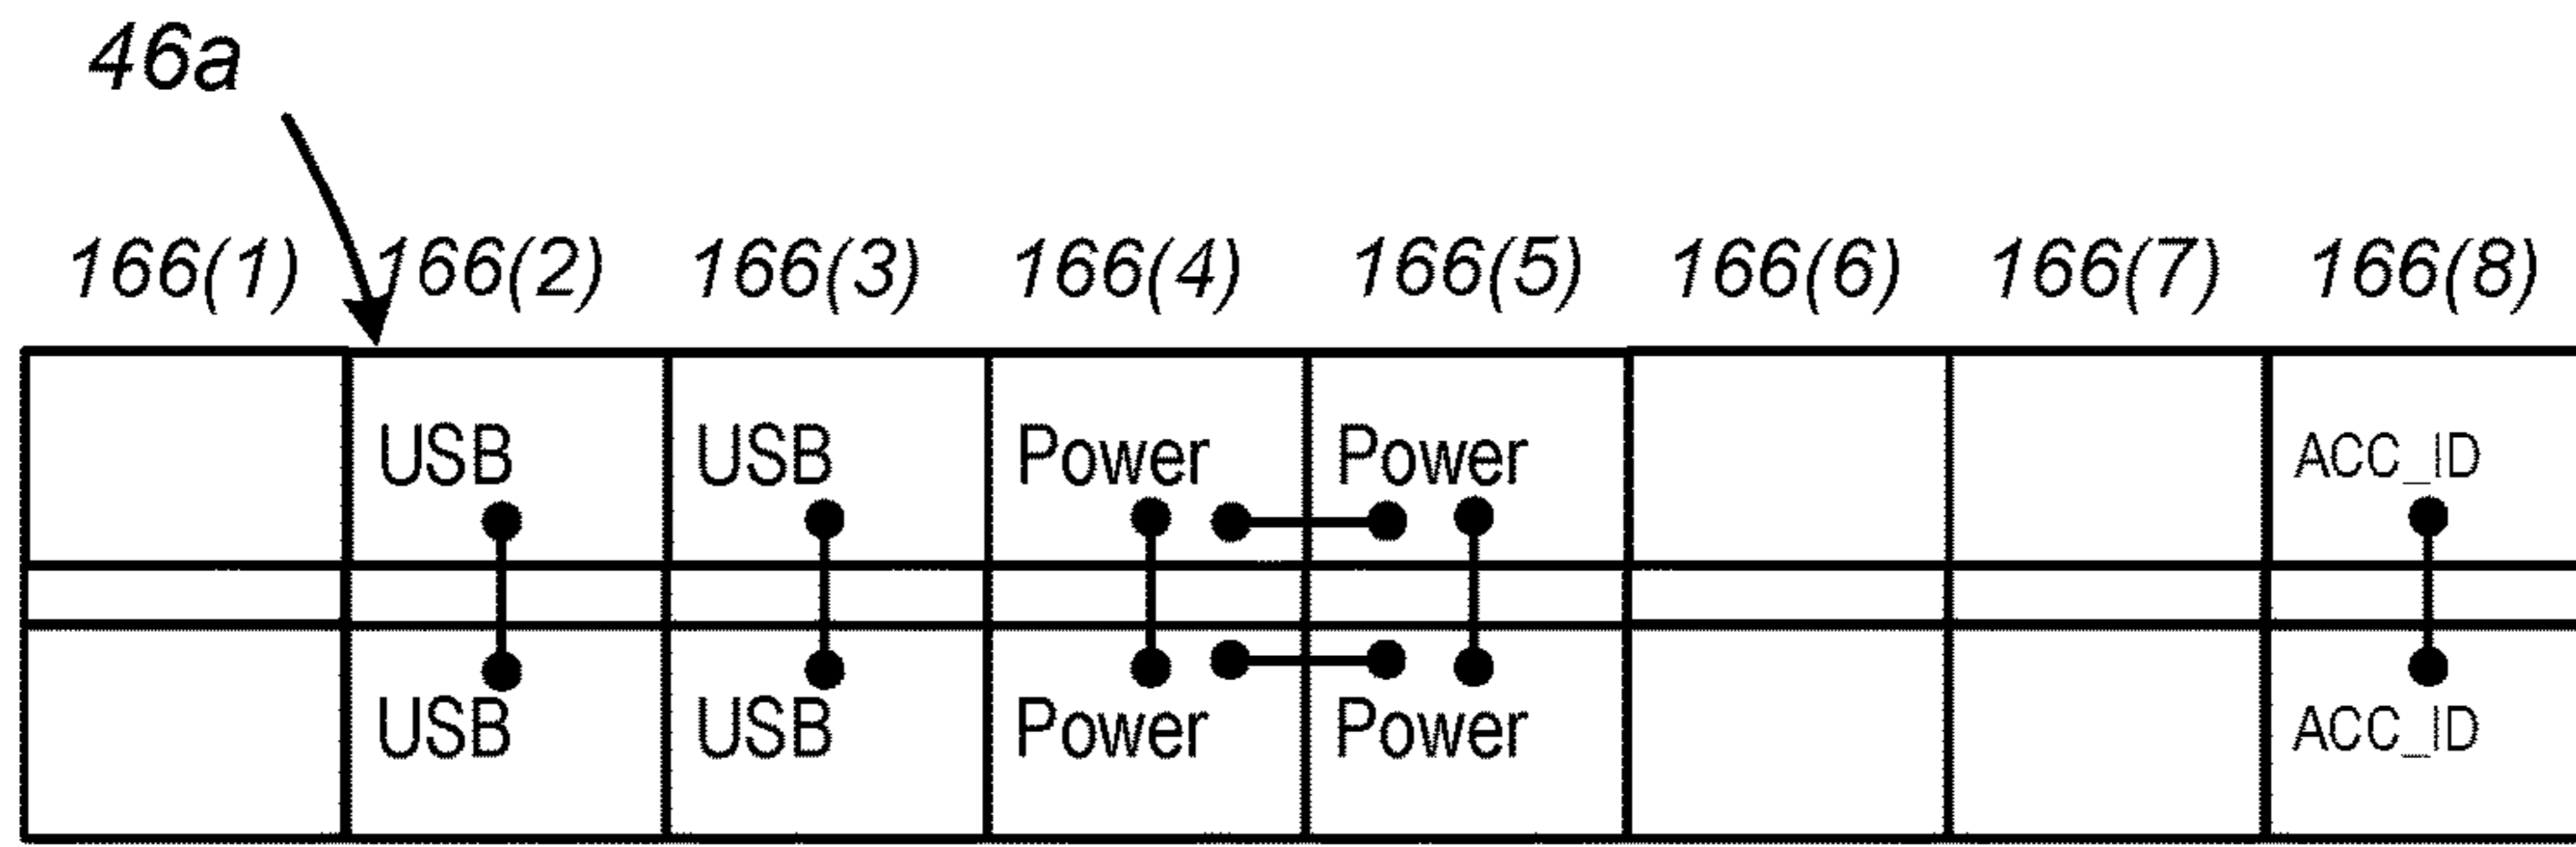 46a
166(1) 166(2) 166(3) 166(4) 166(5) 166(6) 166(7) 166(8)
USB USB Power Power ACC_ID
USB USB Power Power ACC_ID